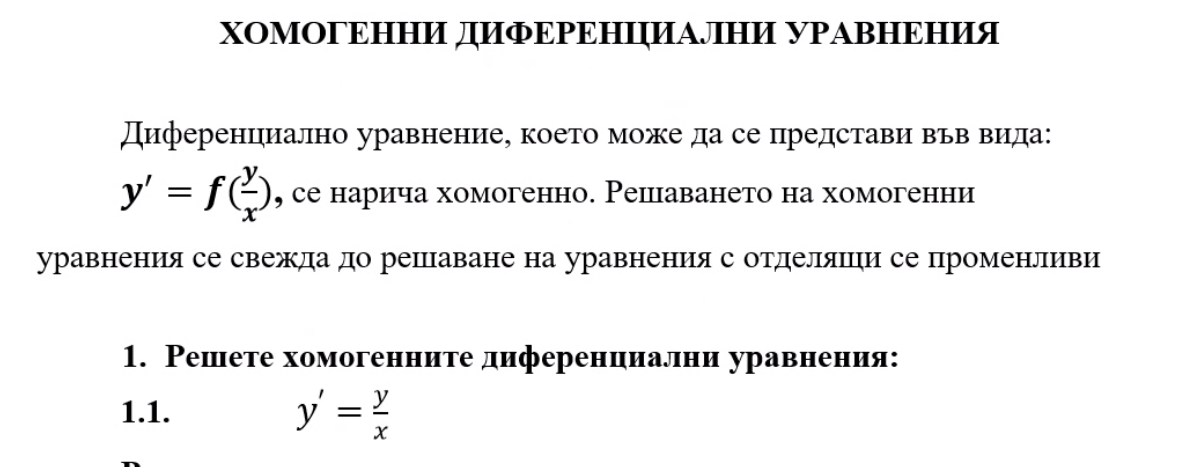 ХОМОГЕННИ ДИФЕРЕНЦИАЛНИ УРАВНЕНИЯ
Диференциално уравнение, което може да се представи във вида:
y′ = f(y/x), се нарича хомогенно. Решаването на хомогенни
уравнения се свежда до решаване на уравнения с отделящи се променливи
1. Решете хомогенните диференциални уравнения:
1.1. y′ = y/x